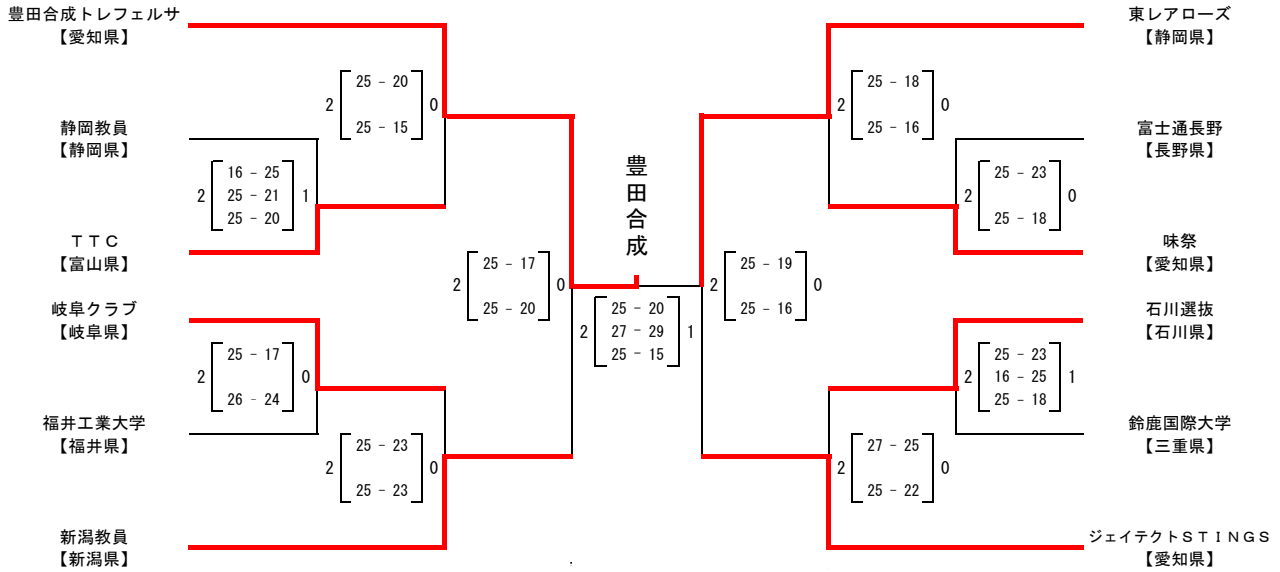 豊田合成トレフェルサ
【愛知県】
静岡教員
【静岡県】
ＴＴＣ
【富山県】
岐阜クラブ
【岐阜県】
福井工業大学
【福井県】
新潟教員
【新潟県】
2 25 - 20 0
25 - 15
16 - 25
2 25 - 21 1
25 - 20
25 - 17
2 0
26 - 24
25 - 23
2 0
25 - 23
25 - 17
2 0
25 - 20
豊田合成
25 - 20
2 27 - 29 1
25 - 15
25 - 19
2 0
25 - 16
25 - 18
2 0
25 - 16
25 - 23
2 0
25 - 18
25 - 23
2 16 - 25 1
25 - 18
27 - 25
2 0
25 - 22
東レアローズ
【静岡県】
富士通長野
【長野県】
味祭
【愛知県】
石川選抜
【石川県】
鈴鹿国際大学
【三重県】
ジェイテクトＳＴＩＮＧＳ
【愛知県】